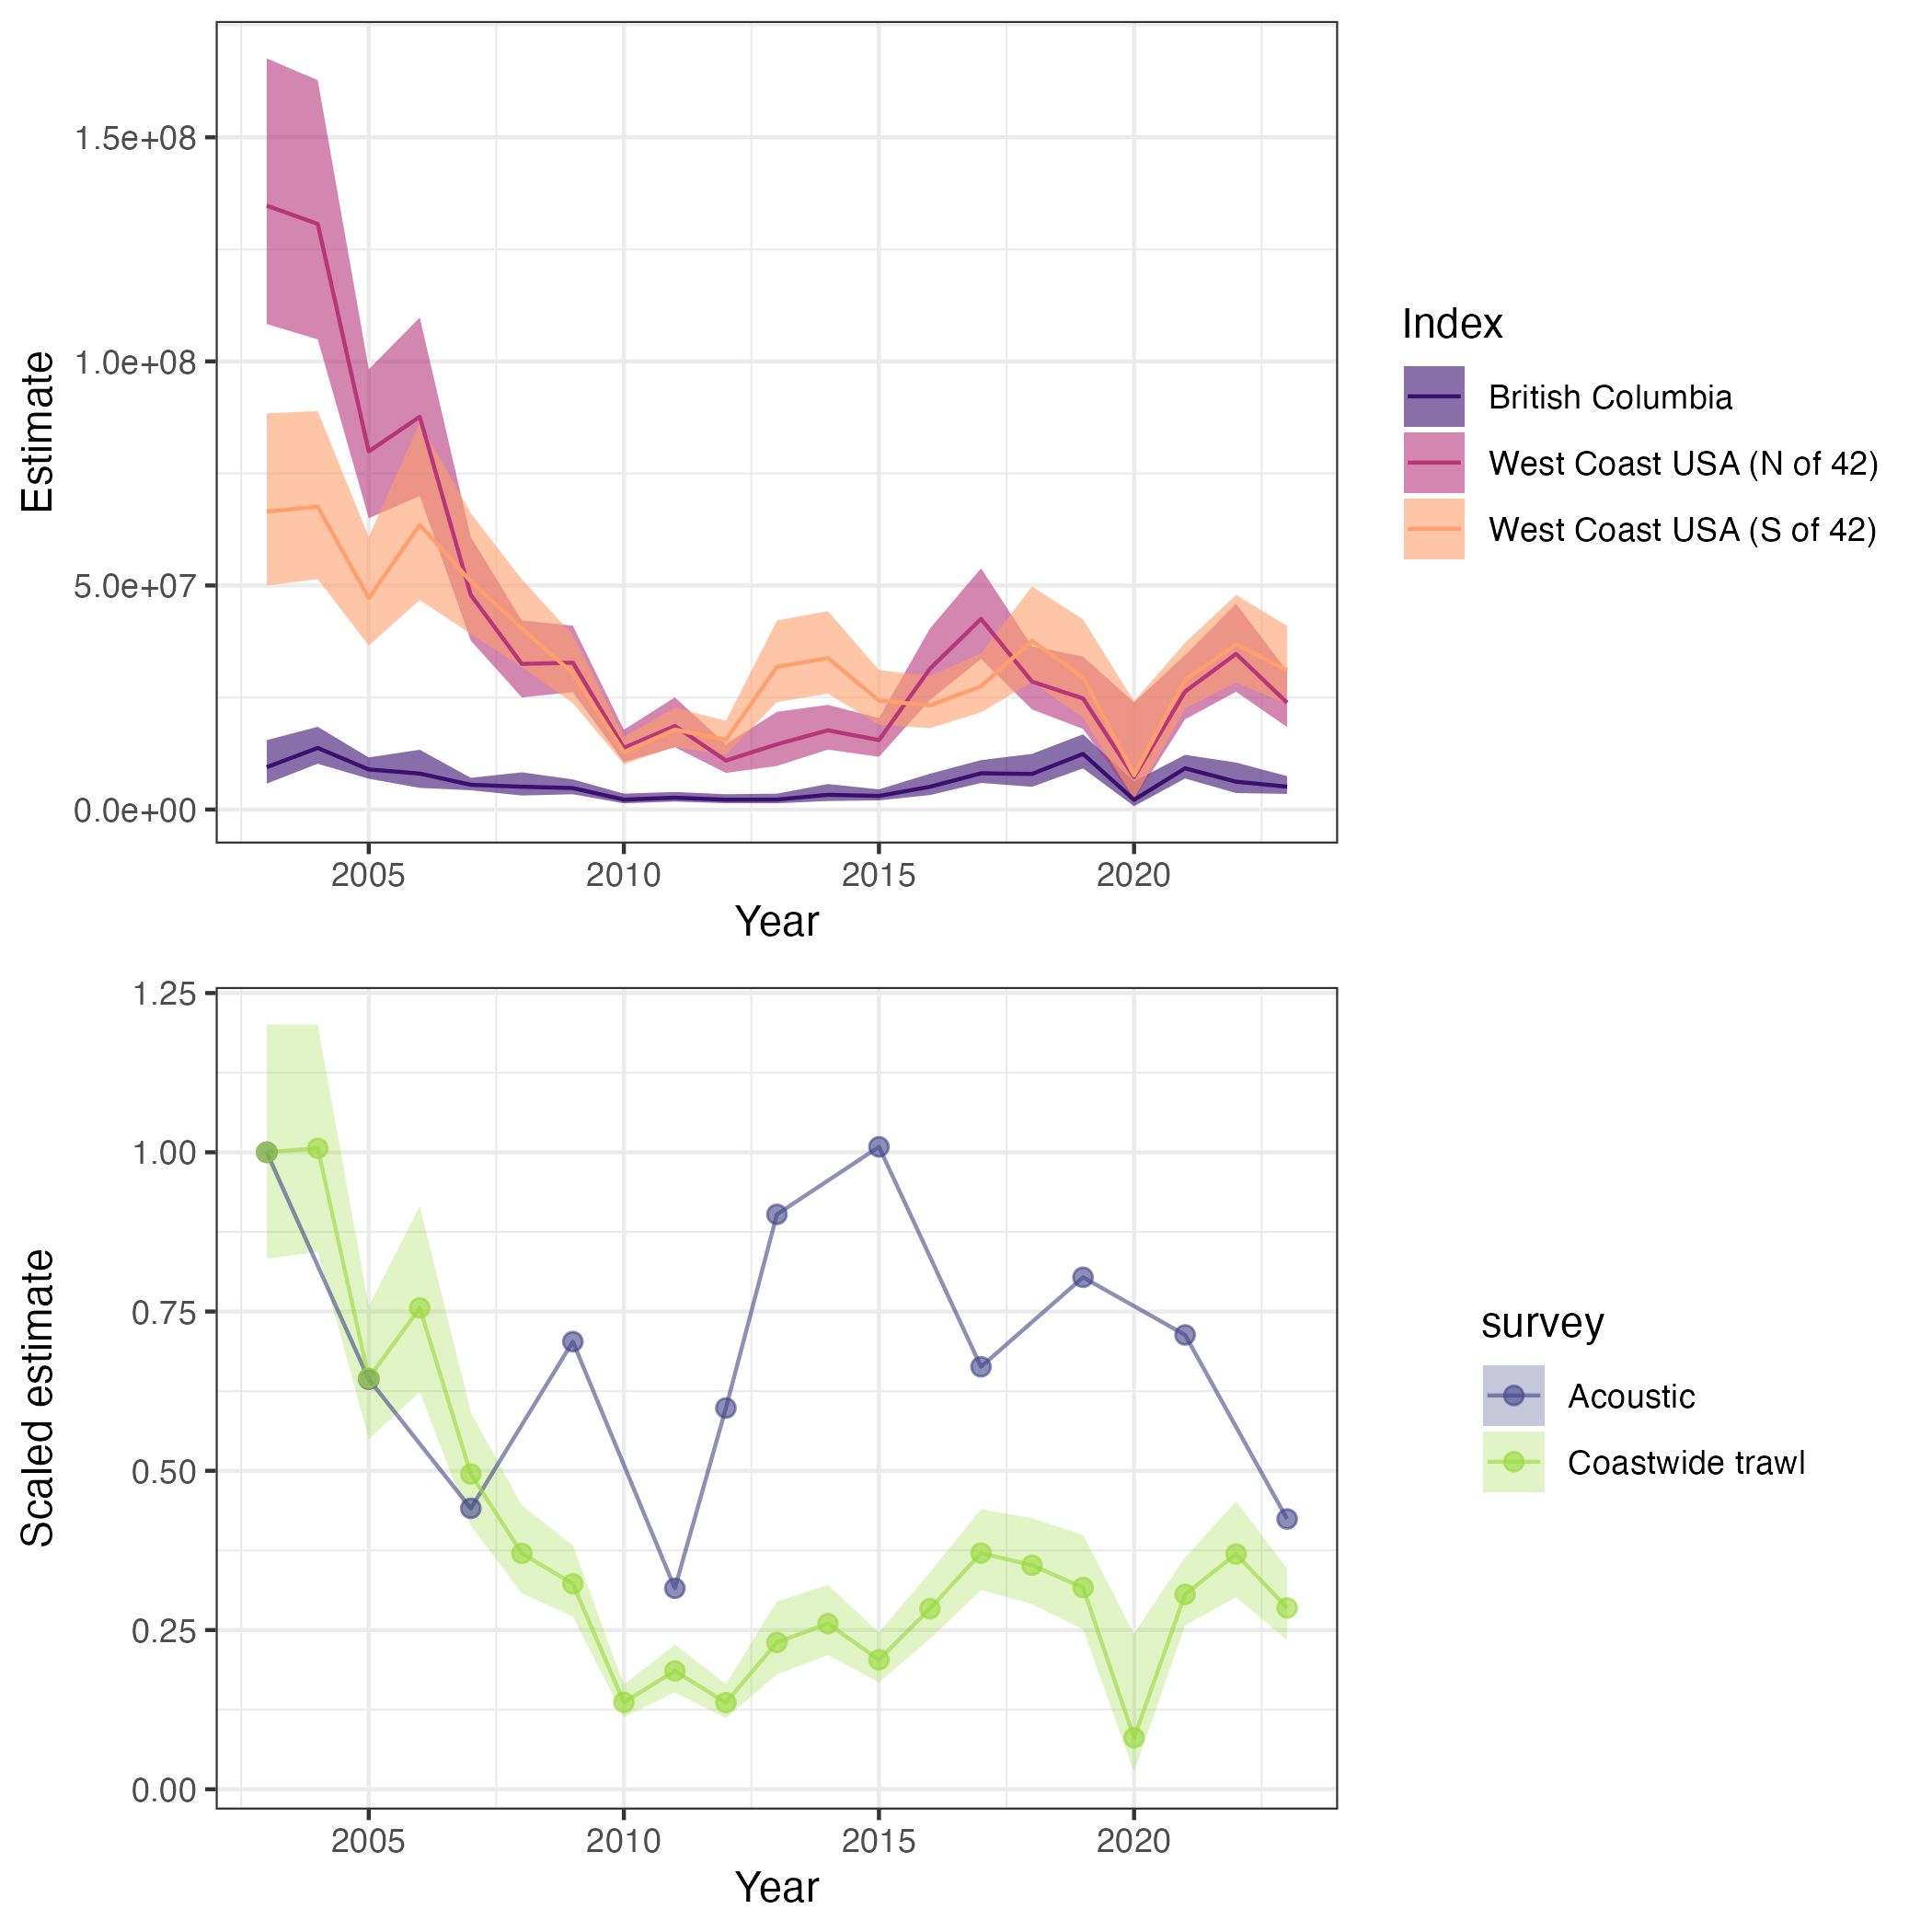 1.5e+08
1.0e+08
5.0e+07
0.0e+00
Estimate
2005 2010 2015 2020
Year
Index
British Columbia
West Coast USA (N of 42)
West Coast USA (S of 42)
1.25
1.00
0.75
0.50
0.25
0.00
Scaled estimate
2005 2010 2015 2020
Year
survey
Acoustic
Coastwide trawl